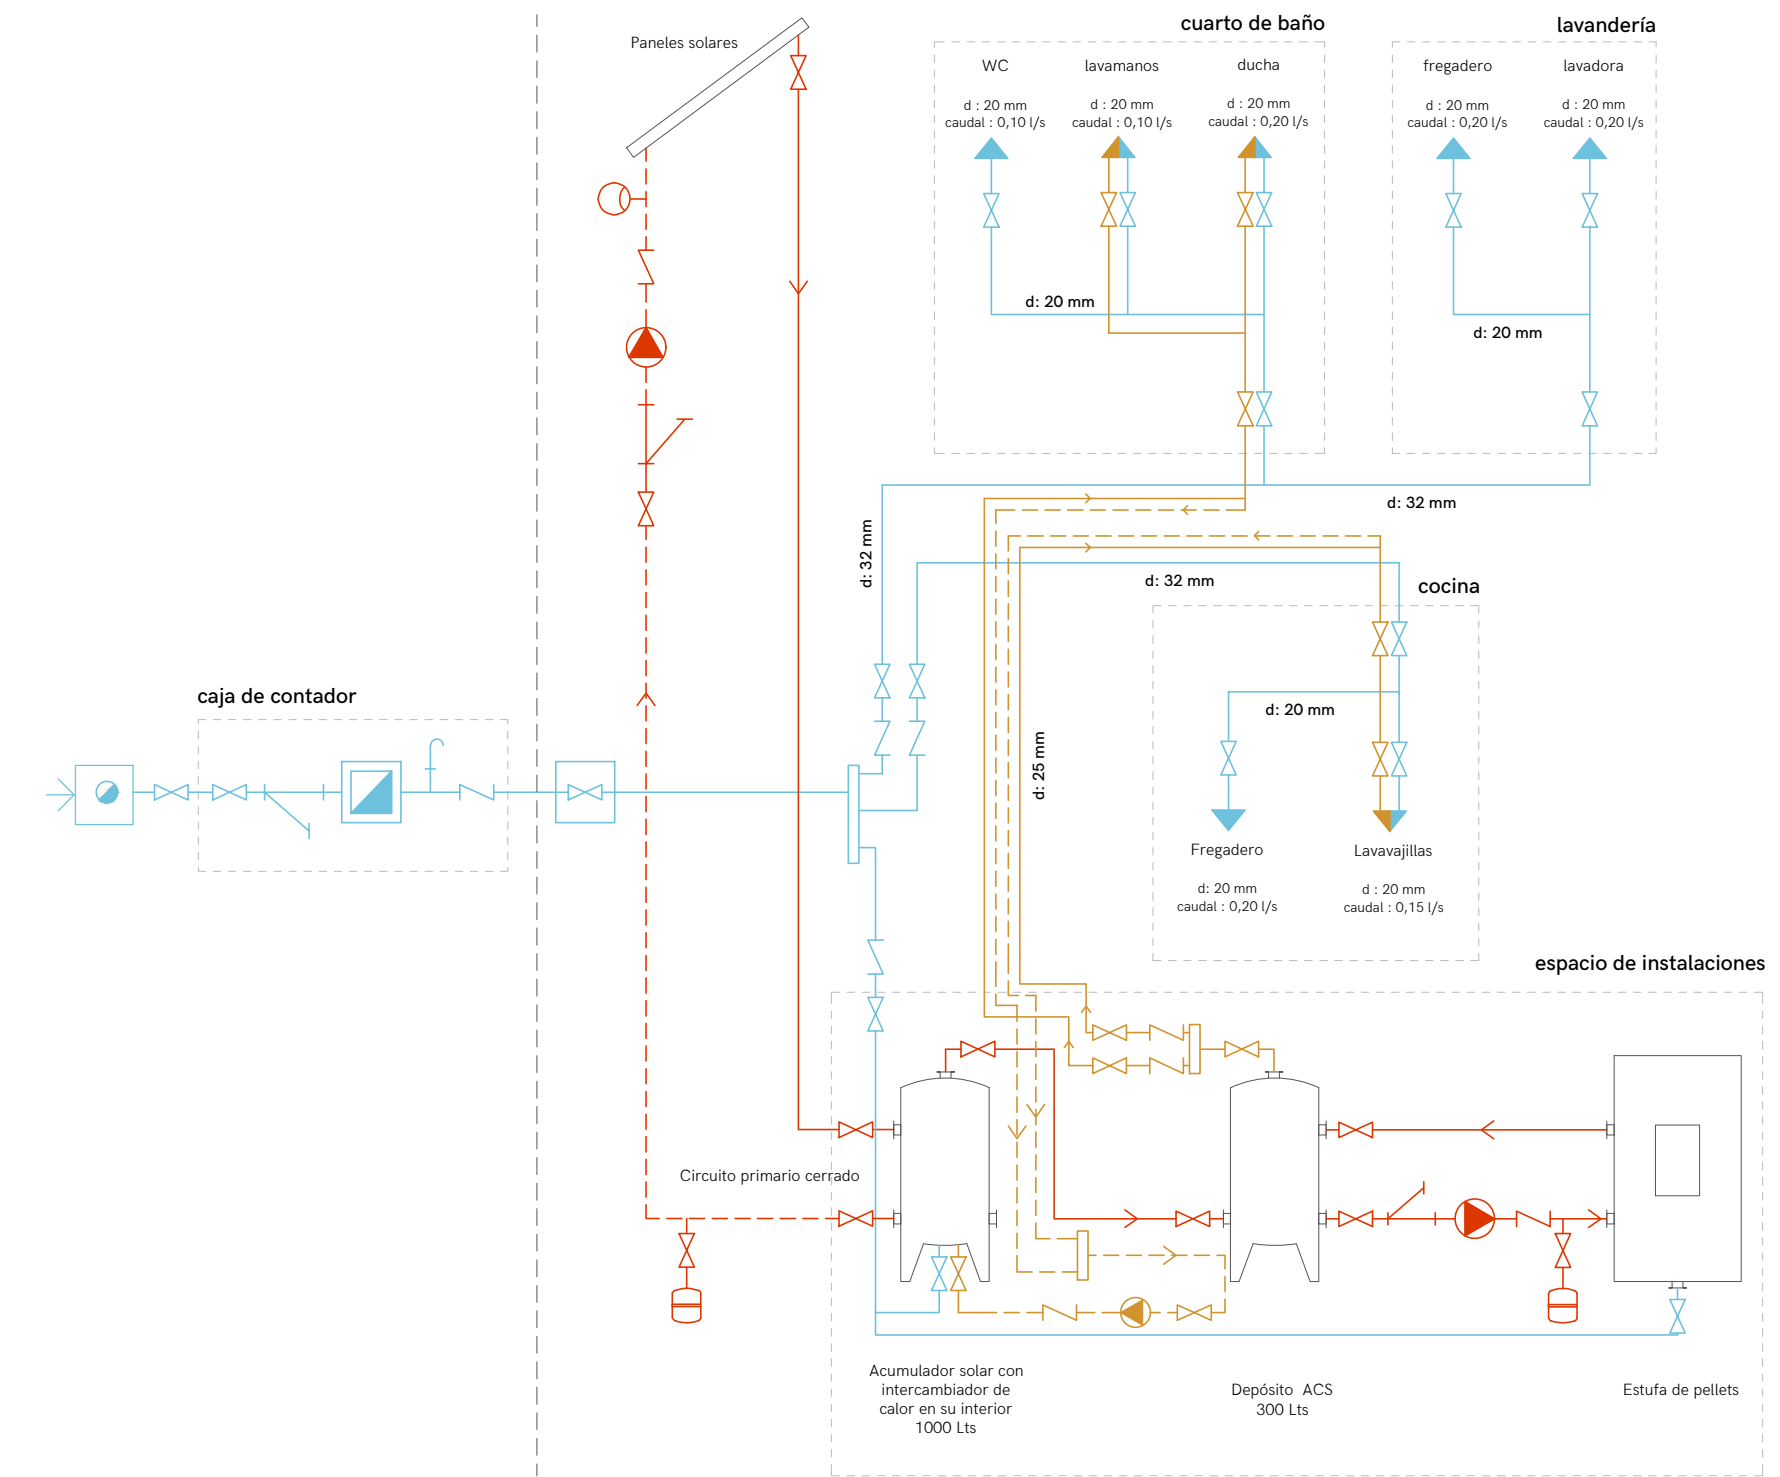 Paneles solares
cuarto de baño
WC
d : 20 mm
caudal : 0,10 l/s
lavamanos
d : 20 mm
caudal : 0,10 l/s
ducha
d : 20 mm
caudal : 0,20 l/s
d: 20 mm
lavandería
fregadero
d : 20 mm
caudal : 0,20 l/s
lavadora
d : 20 mm
caudal : 0,20 l/s
d: 20 mm
d: 32 mm
d: 32 mm
d: 32 mm
cocina
d: 20 mm
Fregadero
d: 20 mm
caudal : 0,20 l/s
Lavavajillas
d : 20 mm
caudal : 0,15 l/s
caja de contador
d: 25 mm
espacio de instalaciones
Circuito primario cerrado
Acumulador solar con
intercambiador de
calor en su interior
1000 Lts
Depósito ACS
300 Lts
Estufa de pellets